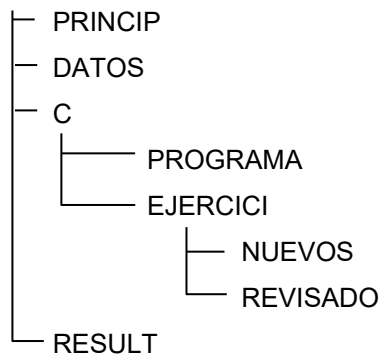 PRINCIP
DATOS
C
PROGRAMA
EJERCICI
NUEVOS
REVISADO
RESULT